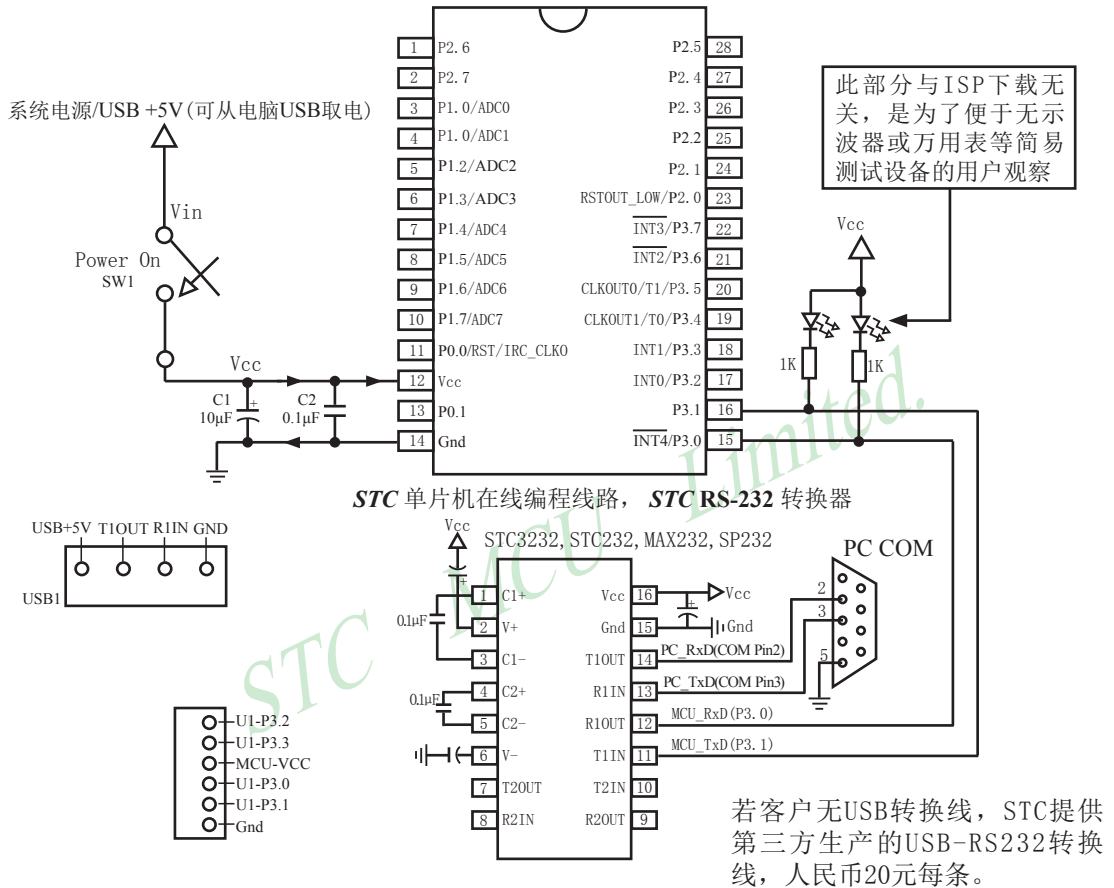 系统电源/USB +5V(可从电脑USB取电)
Vin
Power On
SW1
Vcc
C1
10μF
+
C2
0.1μF
1 P2.6
2 P2.7
3 P1.0/ADC0
4 P1.0/ADC1
5 P1.2/ADC2
6 P1.3/ADC3
7 P1.4/ADC4
8 P1.5/ADC5
9 P1.6/ADC6
10 P1.7/ADC7
11 P0.0/RST/IRC_CLKO
12 Vcc
13 P0.1
14 Gnd
P2.5 28
P2.4 27
P2.3 26
P2.2 25
P2.1 24
RSTOUT_LOW/P2.0 23
INT3/P3.7 22
INT2/P3.6 21
CLKOUT0/T1/P3.5 20
CLKOUT1/T0/P3.4 19
INT1/P3.3 18
INT0/P3.2 17
P3.1 16
INT4/P3.0 15
此部分与ISP下载无
关，是为了便于无示
波器或万用表等简易
测试设备的用户观察
Vcc
1K
1K
STC 单片机在线编程线路， STC RS-232 转换器
USB+5V T1OUT R1IN GND
USB1
U1-P3.2
U1-P3.3
MCU-VCC
U1-P3.0
U1-P3.1
Gnd
Vcc
+
STC3232,STC232,MAX232,SP232
0.1μF
0.1μF
1 C1+
2 V+
3 C1-
4 C2+
5 C2-
6 V-
7 T2OUT
8 R2IN
Vcc 16
Gnd 15
T1OUT 14
R1IN 13
R1OUT 12
T1IN 11
T2IN 10
R2OUT 9
Vcc
+
Gnd
PC_RxD(COM Pin2)
PC_TxD(COM Pin3)
MCU_RxD(P3.0)
MCU_TxD(P3.1)
PC COM
2
3
5
若客户无USB转换线，STC提供
第三方生产的USB-RS232转换
线，人民币20元每条。
STC MCU Limited.